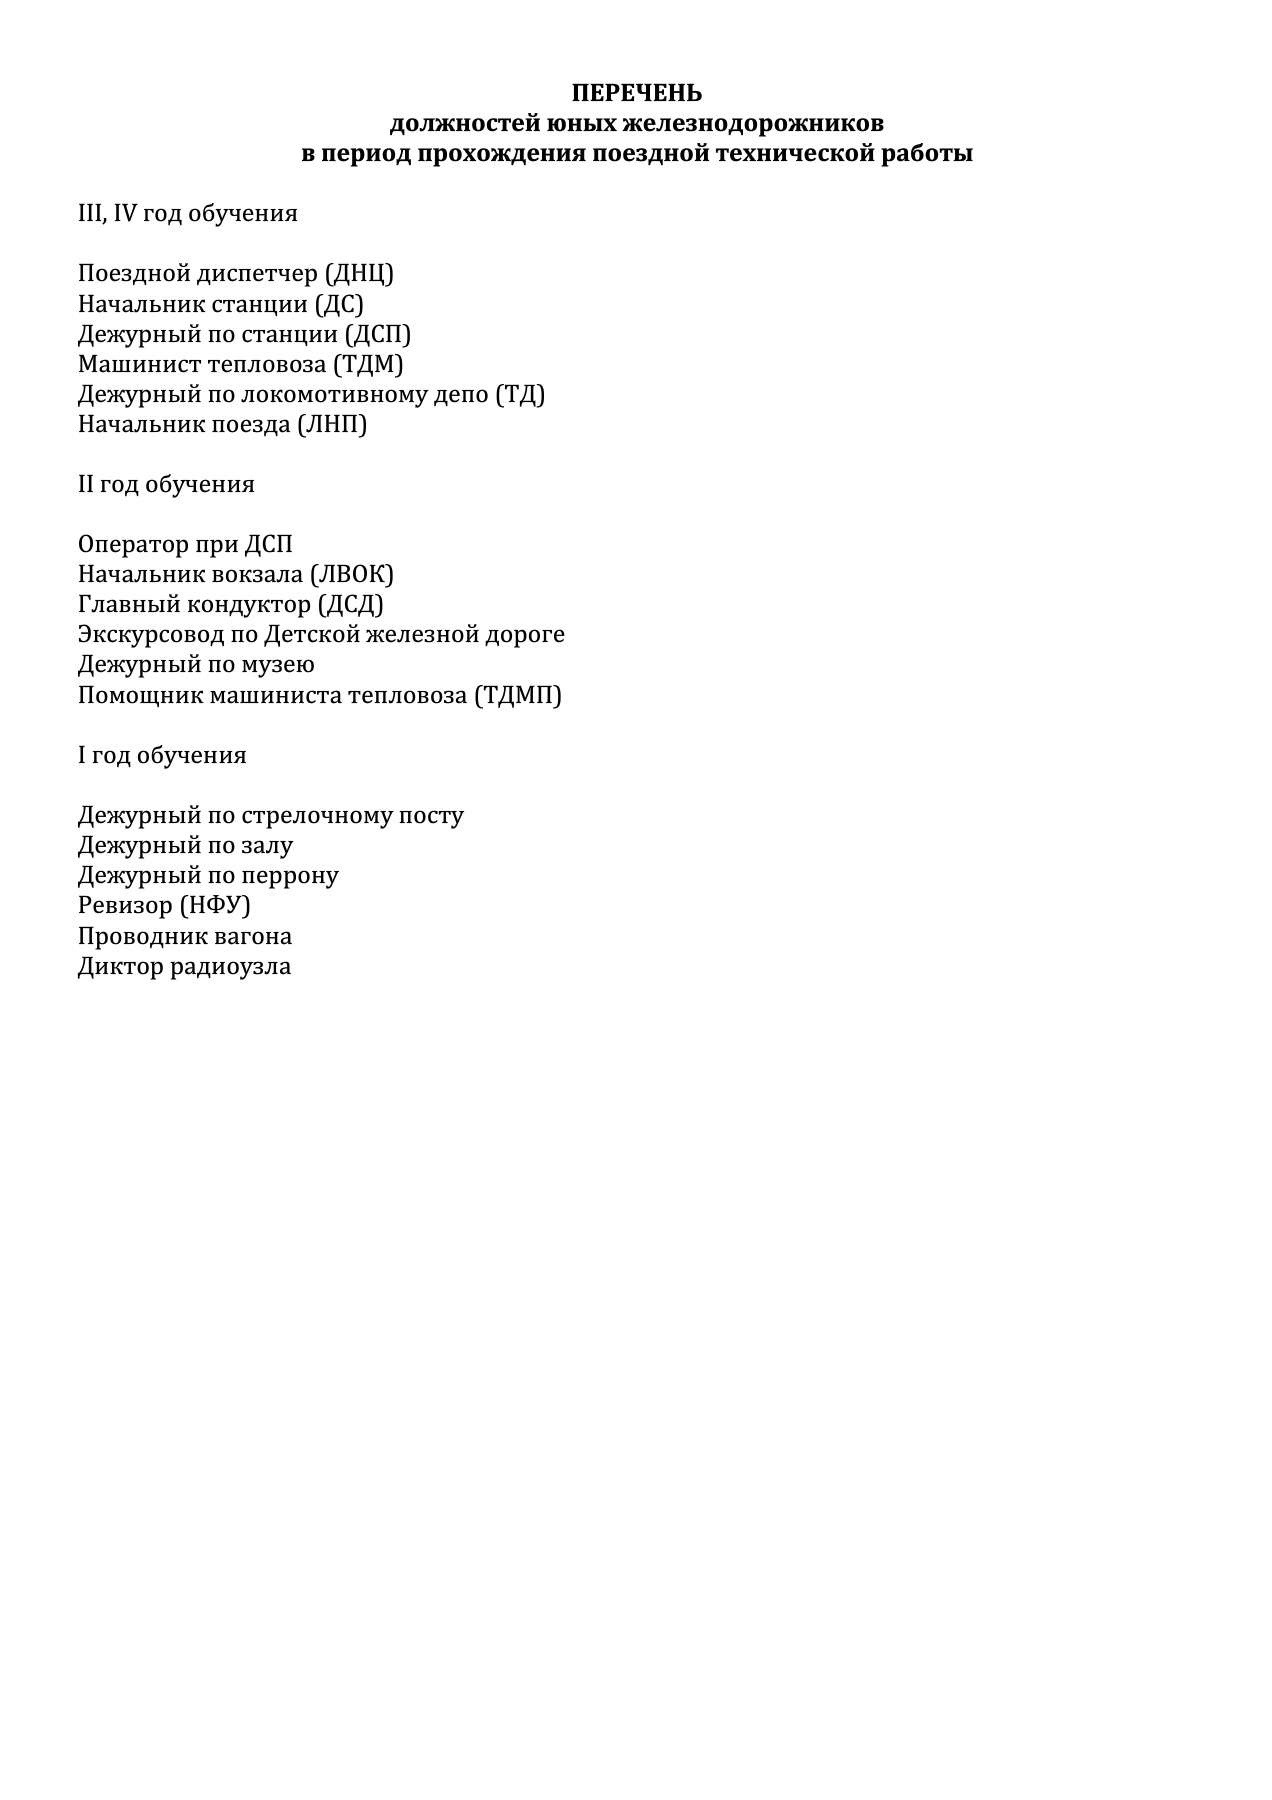 ПЕРЕЧЕНЬ
должностей юных железнодорожников
в период прохождения поездной технической работы
III, IV год обучения
Поездной диспетчер (ДНЦ)
Начальник станции (ДС)
Дежурный по станции (ДСП)
Машинист тепловоза (ТДМ)
Дежурный по локомотивному депо (ТД)
Начальник поезда (ЛНП)
II год обучения
Оператор при ДСП
Начальник вокзала (ЛВОК)
Главный кондуктор (ДСД)
Экскурсовод по Детской железной дороге
Дежурный по музею
Помощник машиниста тепловоза (ТДМП)
I год обучения
Дежурный по стрелочному посту
Дежурный по залу
Дежурный по перрону
Ревизор (НФУ)
Проводник вагона
Диктор радиоузла